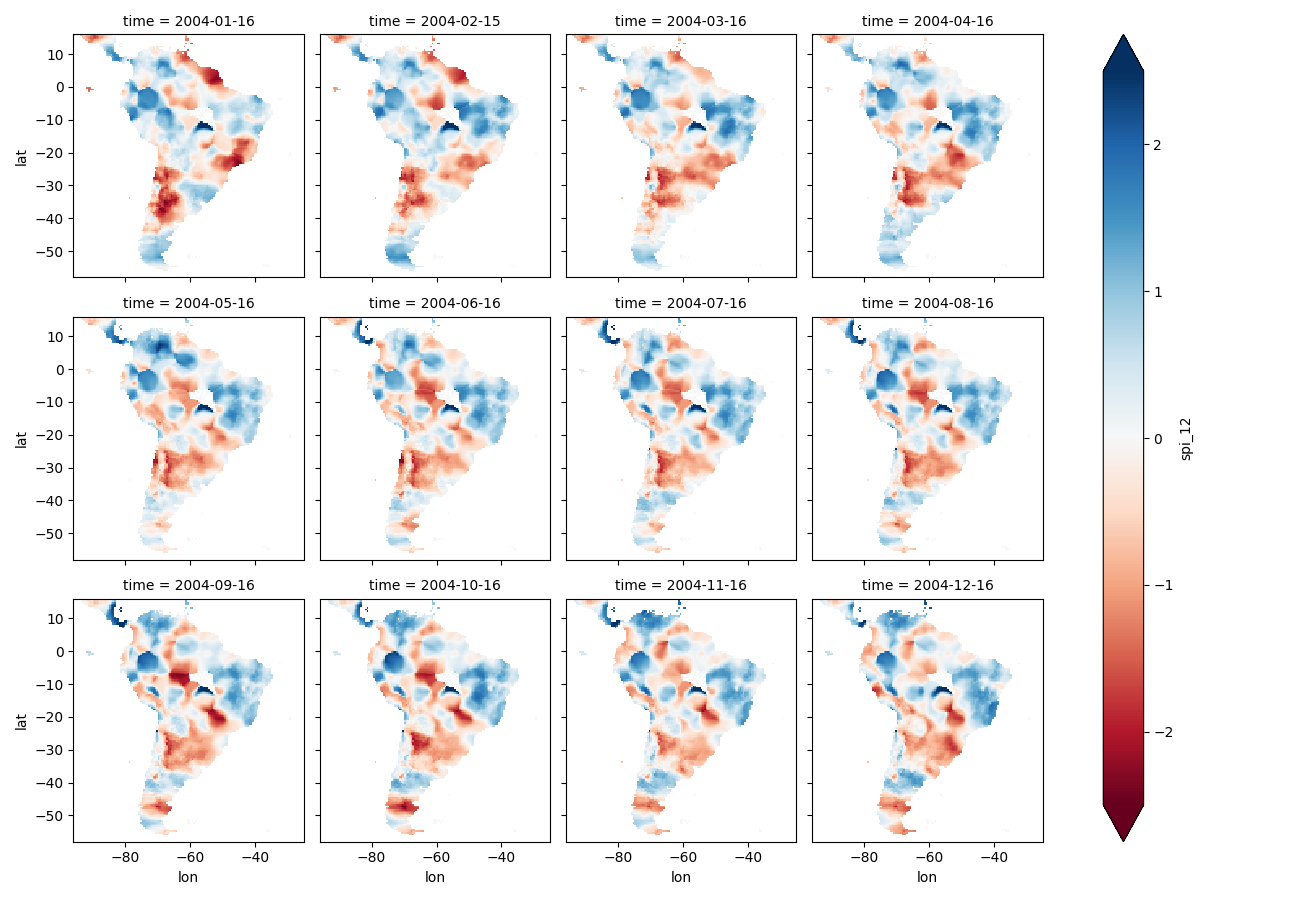 time = 2004-01-16
time = 2004-02-15
time = 2004-03-16
time = 2004-04-16
10
0
−10
−20
−30
−40
−50
lat
time = 2004-05-16
time = 2004-06-16
time = 2004-07-16
time = 2004-08-16
10
0
−10
−20
−30
−40
−50
lat
time = 2004-09-16
time = 2004-10-16
time = 2004-11-16
time = 2004-12-16
10
0
−10
−20
−30
−40
−50
lat
−80
−60
−40
−80
−60
−40
−80
−60
−40
−80
−60
−40
lon
lon
lon
lon
2
1
0
−1
−2
spi_12